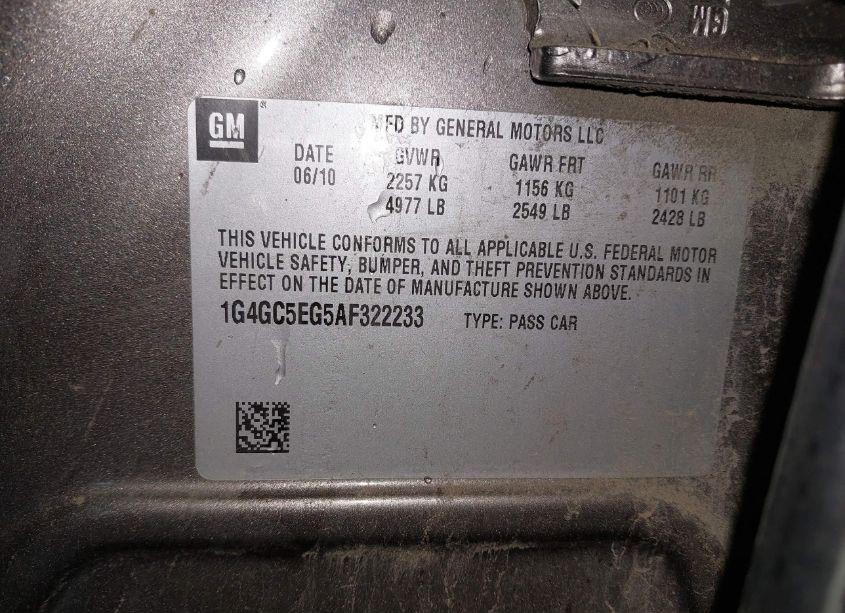 GM
GM
MFD BY GENERAL MOTORS LLC
DATE GVWR GAWR FRT GAWR RR
06/10 2257 KG 1156 KG 1101 KG
4977 LB 2549 LB 2428 LB
THIS VEHICLE CONFORMS TO ALL APPLICABLE U.S. FEDERAL MOTOR
VEHICLE SAFETY, BUMPER, AND THEFT PREVENTION STANDARDS IN
EFFECT ON THE DATE OF MANUFACTURE SHOWN ABOVE.
1G4GC5EG5AF322233 TYPE: PASS CAR